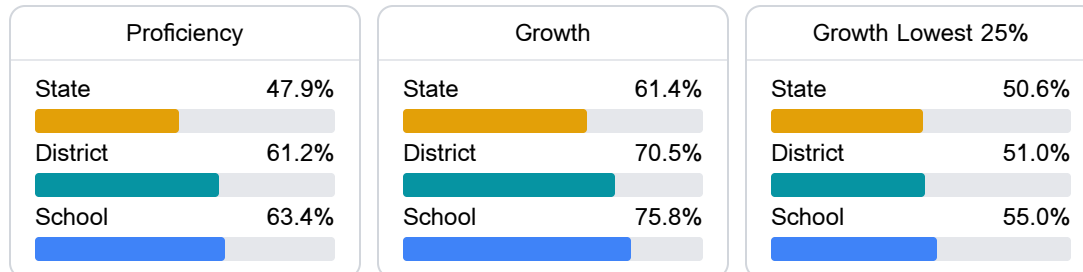 Proficiency
State 47.9%
District 61.2%
School 63.4%
Growth
State 61.4%
District 70.5%
School 75.8%
Growth Lowest 25%
State 50.6%
District 51.0%
School 55.0%